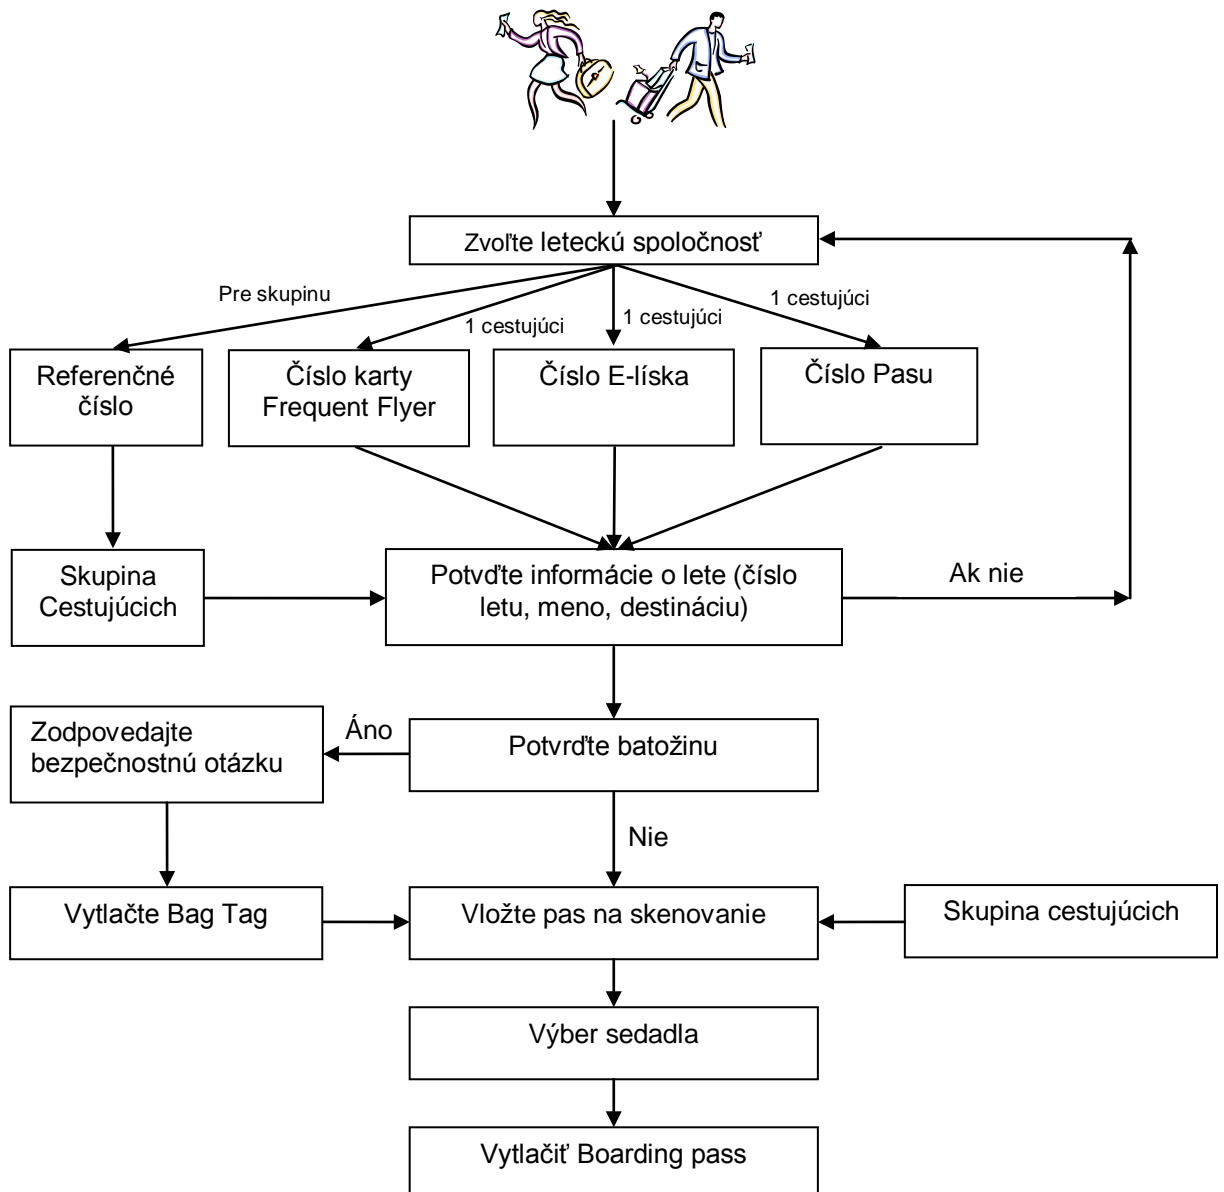 Zvoľte leteckú spoločnosť
Pre skupinu
1 cestujúci
1 cestujúci
1 cestujúci
Referenčné
číslo
Číslo karty
Frequent Flyer
Číslo E-líska
Číslo Pasu
Skupina
Cestujúcich
Potvďte informácie o lete (číslo
letu, meno, destináciu)
Ak nie
Zodpovedajte
bezpečnostnú otázku
Áno
Potvrďte batožinu
Nie
Vytlačte Bag Tag
Vložte pas na skenovanie
Skupina cestujúcich
Výber sedadla
Vytlačiť Boarding pass